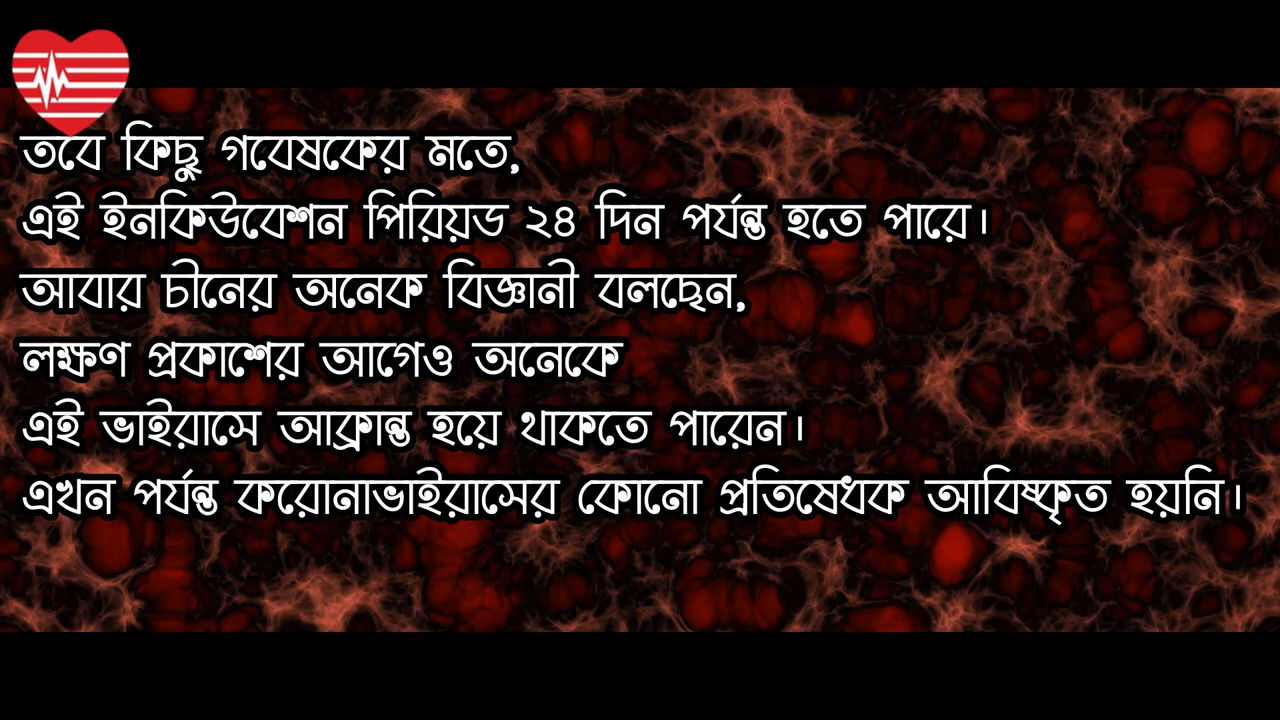 তবে কিছু গবেষকের মতে,
এই ইনকিউবেশন পিরিয়ড ২৪ দিন পর্যন্ত হতে পারে।
আবার চীনের অনেক বিজ্ঞানী বলছেন,
লক্ষণ প্রকাশের আগেও অনেকে
এই ভাইরাসে আক্রান্ত হয়ে থাকতে পারেন।
এখন পর্যন্ত করোনাভাইরাসের কোনো প্রতিষেধক আবিষ্কৃত হয়নি।